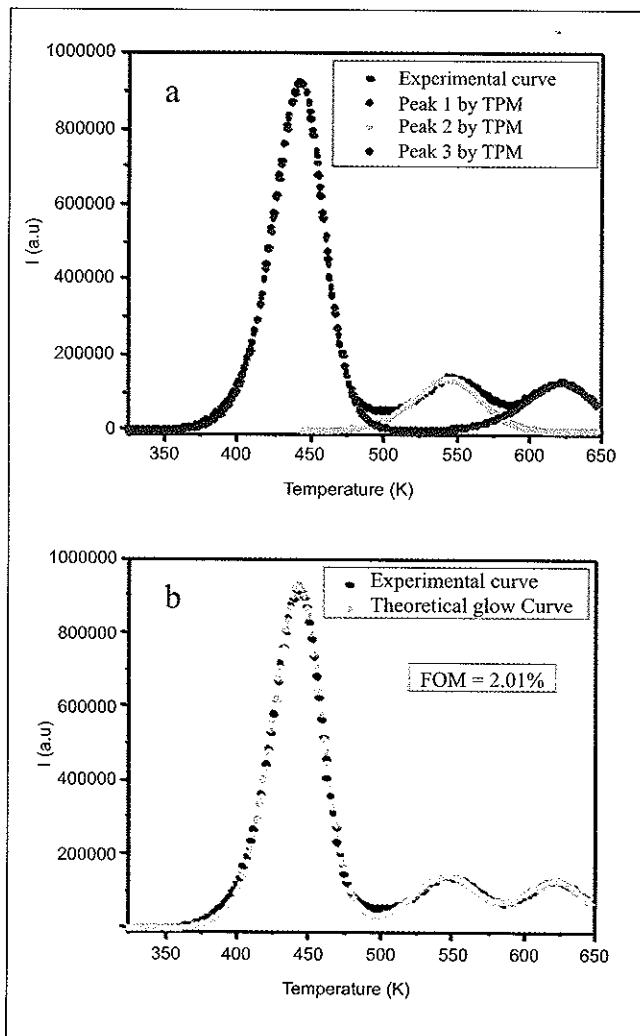 1000000
a
Experimental curve
Peak 1 by TPM
Peak 2 by TPM
Peak 3 by TPM
800000
600000
I (a.u)
400000
200000
0
350 400 450 500 550 600 650
Temperature (K)
1000000
b
Experimental curve
Theoretical glow Curve
800000
FOM = 2.01%
600000
I (a.u)
400000
200000
350 400 450 500 550 600 650
Temperature (K)